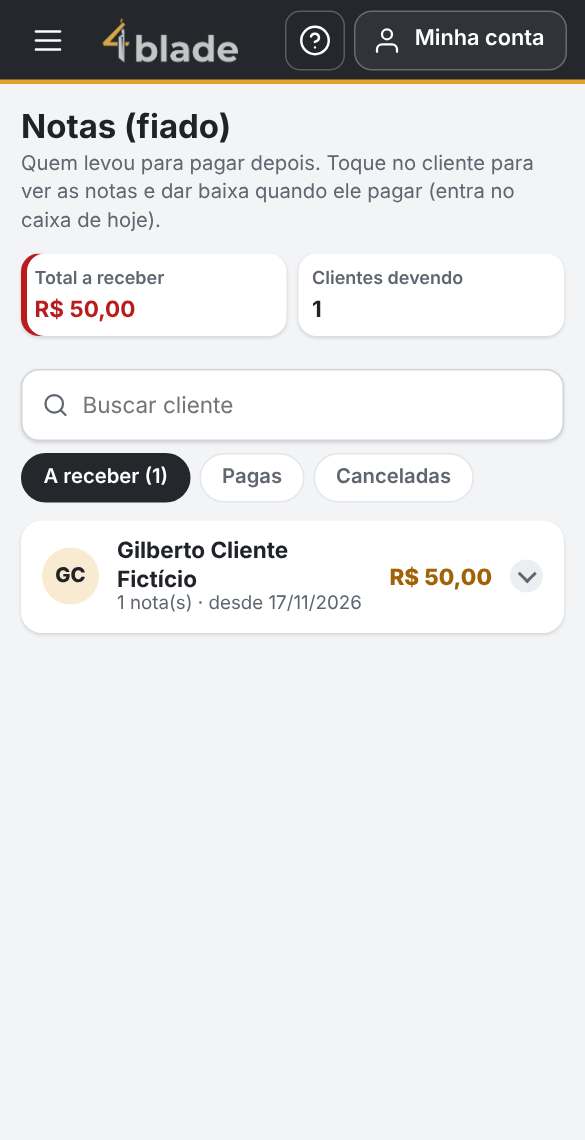 4blade
Minha conta
Notas (fiado)
Quem levou para pagar depois. Toque no cliente para
ver as notas e dar baixa quando ele pagar (entra no
caixa de hoje).
Total a receber
R$ 50,00
Clientes devendo
1
Buscar cliente
A receber (1)
Pagas
Canceladas
GC
Gilberto Cliente
Fictício
1 nota(s) · desde 17/11/2026
R$ 50,00